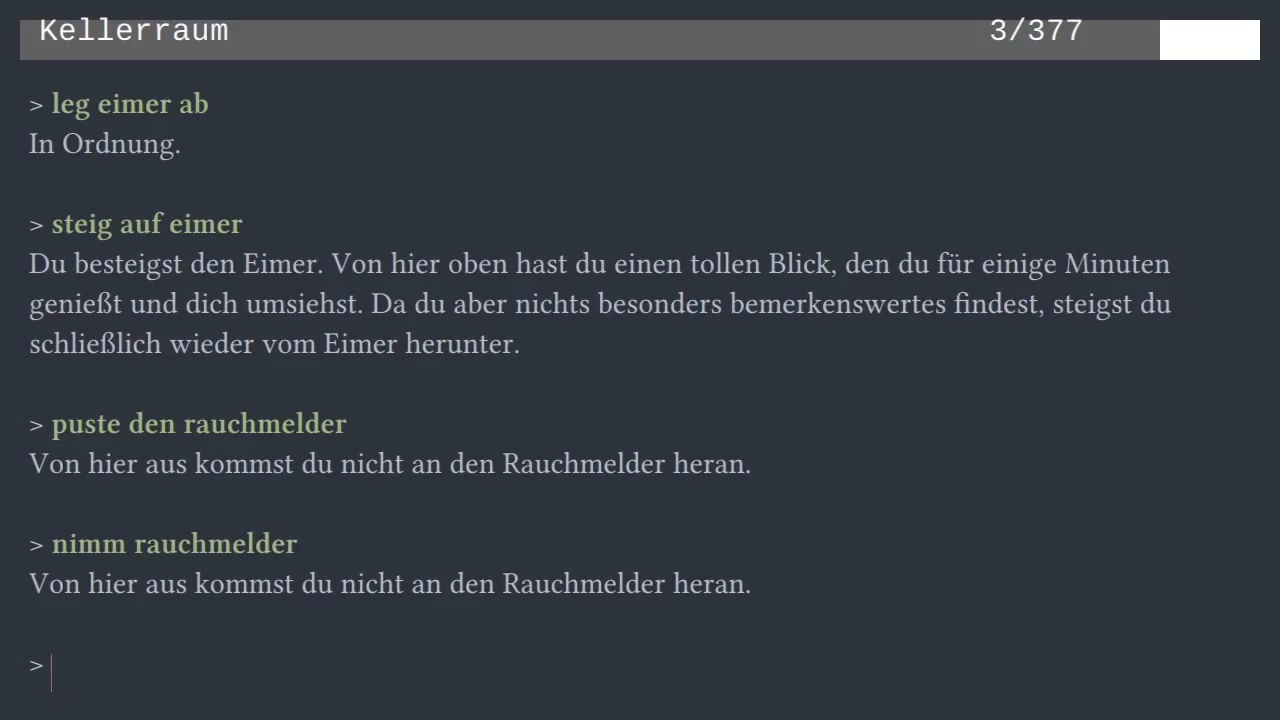 Kellerraum 3/377
> leg eimer ab
In Ordnung.
> steig auf eimer
Du besteigst den Eimer. Von hier oben hast du einen tollen Blick, den du für einige Minuten
genießt und dich umsiehst. Da du aber nichts besonders bemerkenswertes findest, steigst du
schließlich wieder vom Eimer herunter.
> puste den rauchmelder
Von hier aus kommst du nicht an den Rauchmelder heran.
> nimm rauchmelder
Von hier aus kommst du nicht an den Rauchmelder heran.
>